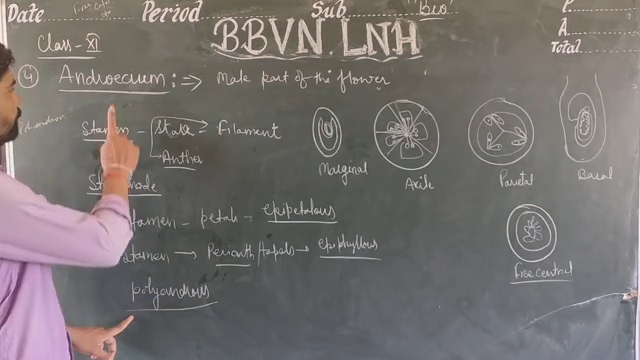 Date Period Sub Bio P
A
Total
Class - XI
BBVN LNH
④ Androecium :⇒ Male part of the flower
Stamen - Stalk → Filament
Anther
Marginal Axile Parietal Basal
Stamen - petals - epipetalous
Stamen → Perianth/tepals → epiphyllous
Free Central
polyandrous